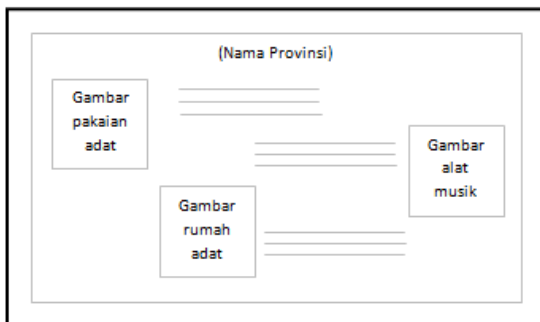 (Nama Provinsi)
Gambar
pakaian
adat
Gambar
alat
musik
Gambar
rumah
adat